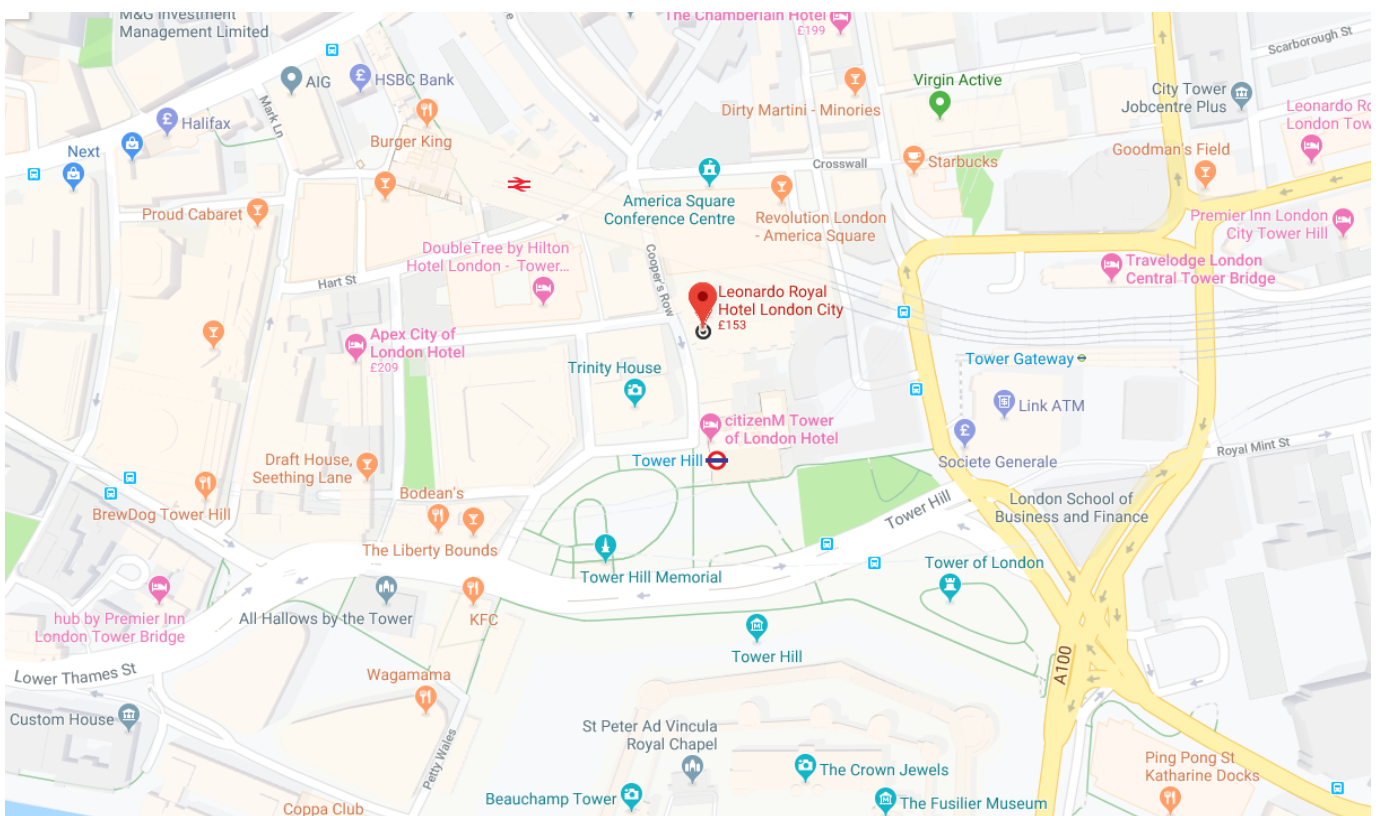 M&G Investment
Management Limited
The Chamberlain Hotel
£199
Scarborough St
AIG
HSBC Bank
Virgin Active
City Tower
Jobcentre Plus
Mark Ln
Halifax
Burger King
Dirty Martini - Minories
Leonardo Ro
London Tow
Next
Crosswall
Starbucks
Goodman's Field
America Square
Conference Centre
Proud Cabaret
Revolution London
- America Square
Premier Inn London
City Tower Hill
DoubleTree by Hilton
Hotel London - Tower...
Cooper's Row
Hart St
Travelodge London
Central Tower Bridge
Leonardo Royal
Hotel London City
£153
Apex City of
London Hotel
£209
Trinity House
Tower Gateway
Link ATM
citizenM Tower
of London Hotel
Tower Hill
Societe Generale
Royal Mint St
Draft House,
Seething Lane
Bodean's
BrewDog Tower Hill
The Liberty Bounds
Tower Hill
London School of
Business and Finance
Tower Hill Memorial
Tower of London
hub by Premier Inn
London Tower Bridge
All Hallows by the Tower
KFC
Tower Hill
A100
Lower Thames St
Wagamama
Custom House
Petty Wales
St Peter Ad Vincula
Royal Chapel
The Crown Jewels
Ping Pong St
Katharine Docks
Beauchamp Tower
The Fusilier Museum
Coppa Club